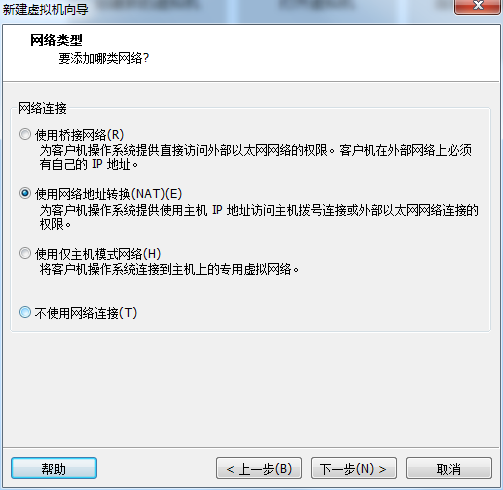 新建虚拟机向导
网络类型
要添加哪类网络?
网络连接
使用桥接网络(R)
为客户机操作系统提供直接访问外部以太网网络的权限。客户机在外部网络上必须
有自己的 IP 地址。
使用网络地址转换(NAT)(E)
为客户机操作系统提供使用主机 IP 地址访问主机拨号连接或外部以太网网络连接的
权限。
使用仅主机模式网络(H)
将客户机操作系统连接到主机上的专用虚拟网络。
不使用网络连接(T)
帮助
< 上一步(B)
下一步(N) >
取消